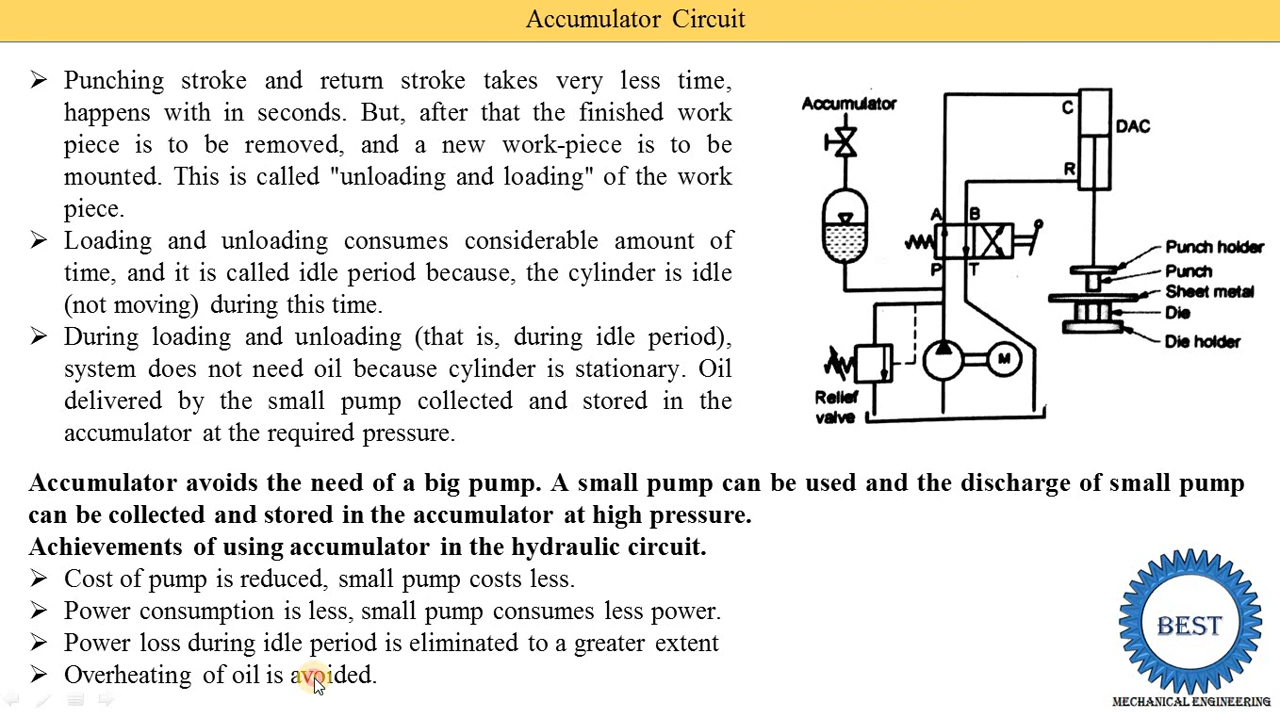 Accumulator Circuit
➢ Punching stroke and return stroke takes very less time,
happens with in seconds. But, after that the finished work
piece is to be removed, and a new work-piece is to be
mounted. This is called "unloading and loading" of the work
piece.
➢ Loading and unloading consumes considerable amount of
time, and it is called idle period because, the cylinder is idle
(not moving) during this time.
➢ During loading and unloading (that is, during idle period),
system does not need oil because cylinder is stationary. Oil
delivered by the small pump collected and stored in the
accumulator at the required pressure.
Accumulator
C
DAC
R
A B
P T
Punch holder
Punch
Sheet metal
Die
Die holder
M
Relief
valve
Accumulator avoids the need of a big pump. A small pump can be used and the discharge of small pump
can be collected and stored in the accumulator at high pressure.
Achievements of using accumulator in the hydraulic circuit.
➢ Cost of pump is reduced, small pump costs less.
➢ Power consumption is less, small pump consumes less power.
➢ Power loss during idle period is eliminated to a greater extent
➢ Overheating of oil is avoided.
BEST
MECHANICAL ENGINEERING